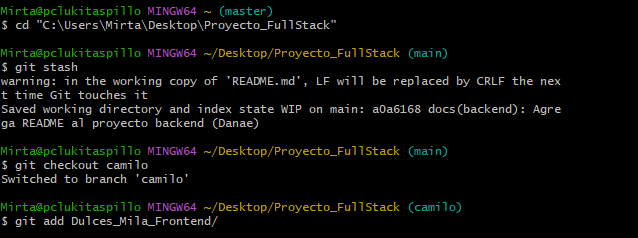 Mirta@pclukitaspillo MINGW64 ~ (master)
$ cd "C:\Users\Mirta\Desktop\Proyecto_FullStack"
Mirta@pclukitaspillo MINGW64 ~/Desktop/Proyecto_FullStack (main)
$ git stash
warning: in the working copy of 'README.md', LF will be replaced by CRLF the nex
t time Git touches it
Saved working directory and index state WIP on main: a0a6168 docs(backend): Agre
ga README al proyecto backend (Danae)
Mirta@pclukitaspillo MINGW64 ~/Desktop/Proyecto_FullStack (main)
$ git checkout camilo
Switched to branch 'camilo'
Mirta@pclukitaspillo MINGW64 ~/Desktop/Proyecto_FullStack (camilo)
$ git add Dulces_Mila_Frontend/